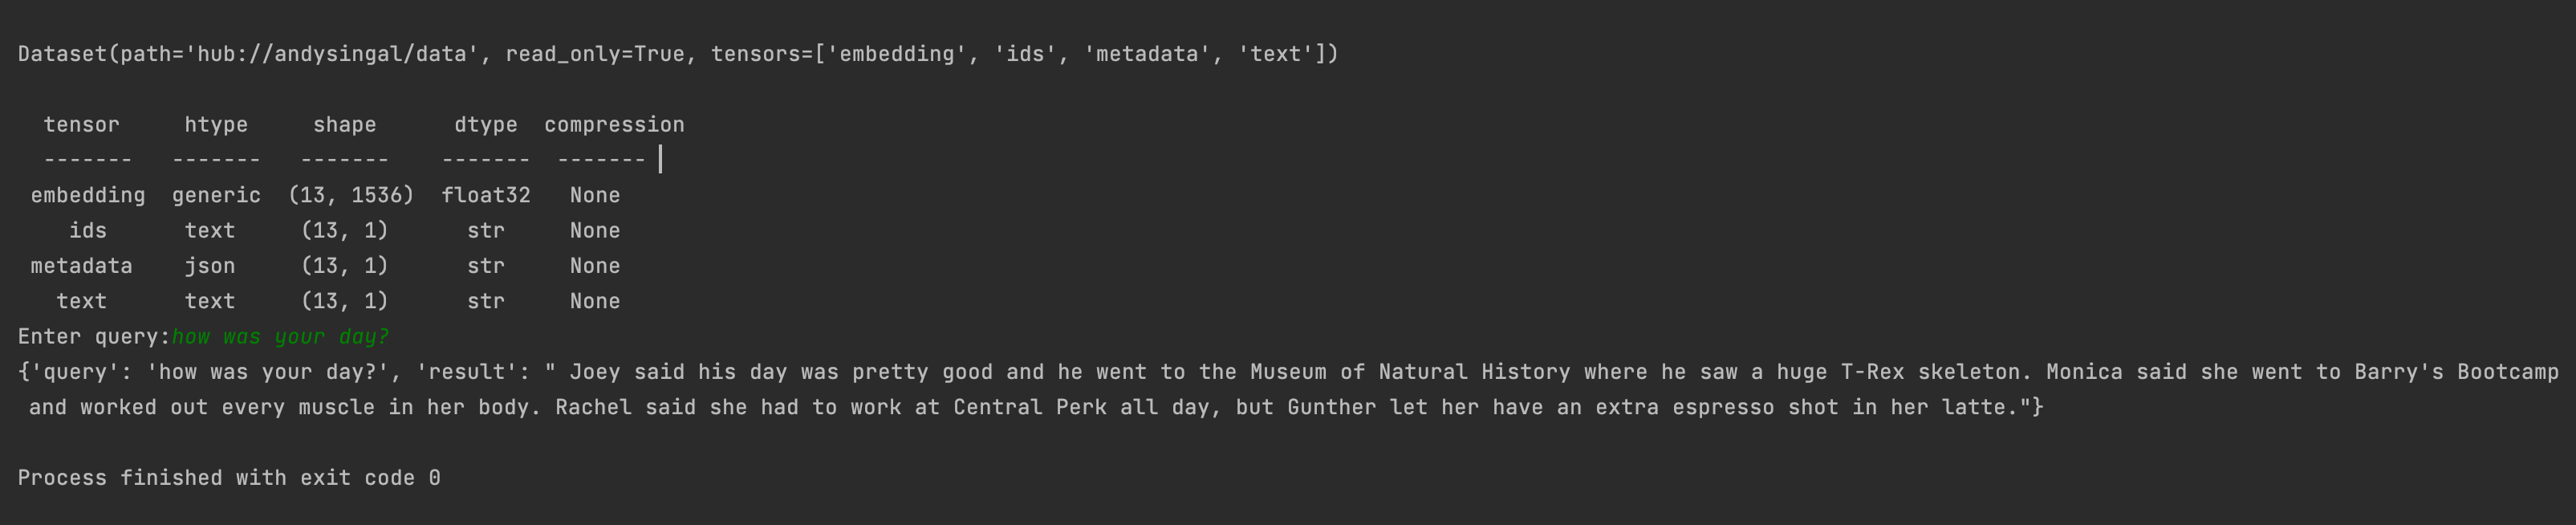 Dataset(path='hub://andysingal/data', read_only=True, tensors=['embedding', 'ids', 'metadata', 'text'])
tensor htype shape dtype compression
------- ------- ------- ------- -------
embedding generic (13, 1536) float32 None
ids text (13, 1) str None
metadata json (13, 1) str None
text text (13, 1) str None
Enter query:how was your day?
{'query': 'how was your day?', 'result': " Joey said his day was pretty good and he went to the Museum of Natural History where he saw a huge T-Rex skeleton. Monica said she went to Barry's Bootcamp
and worked out every muscle in her body. Rachel said she had to work at Central Perk all day, but Gunther let her have an extra espresso shot in her latte."}
Process finished with exit code 0